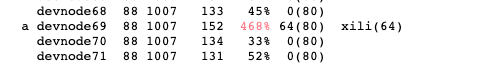 devnode68 88 1007 133 45% 0(80)
a devnode69 88 1007 152 468% 64(80) xili(64)
devnode70 88 1007 134 33% 0(80)
devnode71 88 1007 131 52% 0(80)